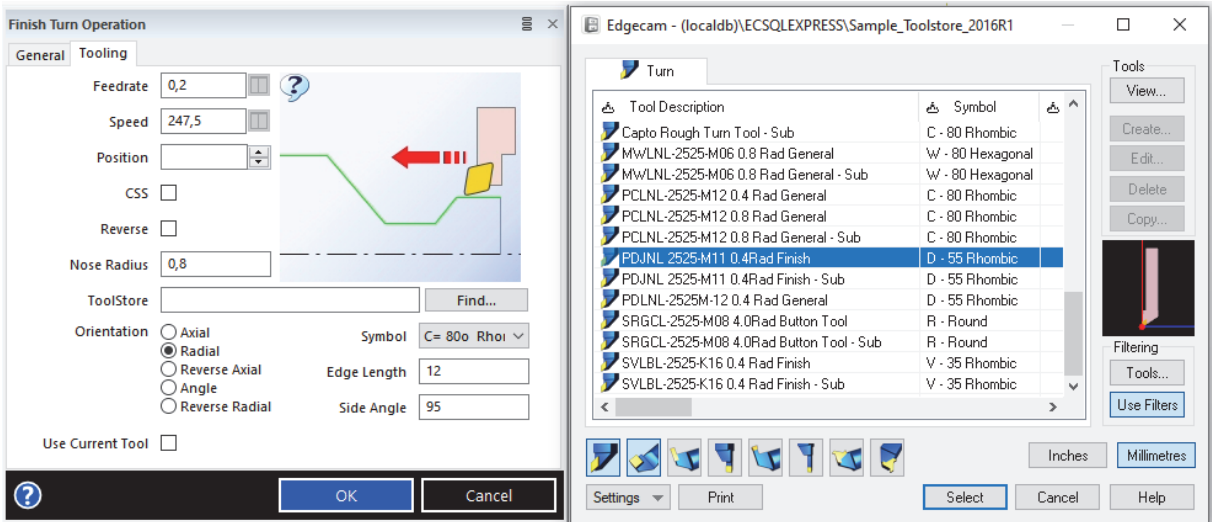 Finish Turn Operation
General Tooling
Feedrate 0,2
Speed 247,5
Position
CSS
Reverse
Nose Radius 0,8
ToolStore Find...
Orientation Axial
Radial
Reverse Axial
Angle
Reverse Radial
Symbol C= 80o Rhoı
Edge Length 12
Side Angle 95
Use Current Tool
OK Cancel
Edgecam - (localdb)\ECSQLEXPRESS\Sample_Toolstore_2016R1
Turn
Tool Description Symbol
Capto Rough Turn Tool - Sub C - 80 Rhombic
MWLNL-2525-M06 0.8 Rad General W - 80 Hexagonal
MWLNL-2525-M06 0.8 Rad General - Sub W - 80 Hexagonal
PCLNL-2525-M12 0.4 Rad General C - 80 Rhombic
PCLNL-2525-M12 0.8 Rad General C - 80 Rhombic
PCLNL-2525-M12 0.8 Rad General - Sub C - 80 Rhombic
PDJNL 2525-M11 0.4Rad Finish D - 55 Rhombic
PDJNL 2525-M11 0.4Rad Finish - Sub D - 55 Rhombic
PDLNL-2525M-12 0.4 Rad General D - 55 Rhombic
SRGCL-2525-M08 4.0Rad Button Tool R - Round
SRGCL-2525-M08 4.0Rad Button Tool - Sub R - Round
SVLBL-2525-K16 0.4 Rad Finish V - 35 Rhombic
SVLBL-2525-K16 0.4 Rad Finish - Sub V - 35 Rhombic
Tools
View...
Create...
Edit...
Delete
Copy...
Filtering
Tools...
Use Filters
Inches Millimetres
Settings Print Select Cancel Help